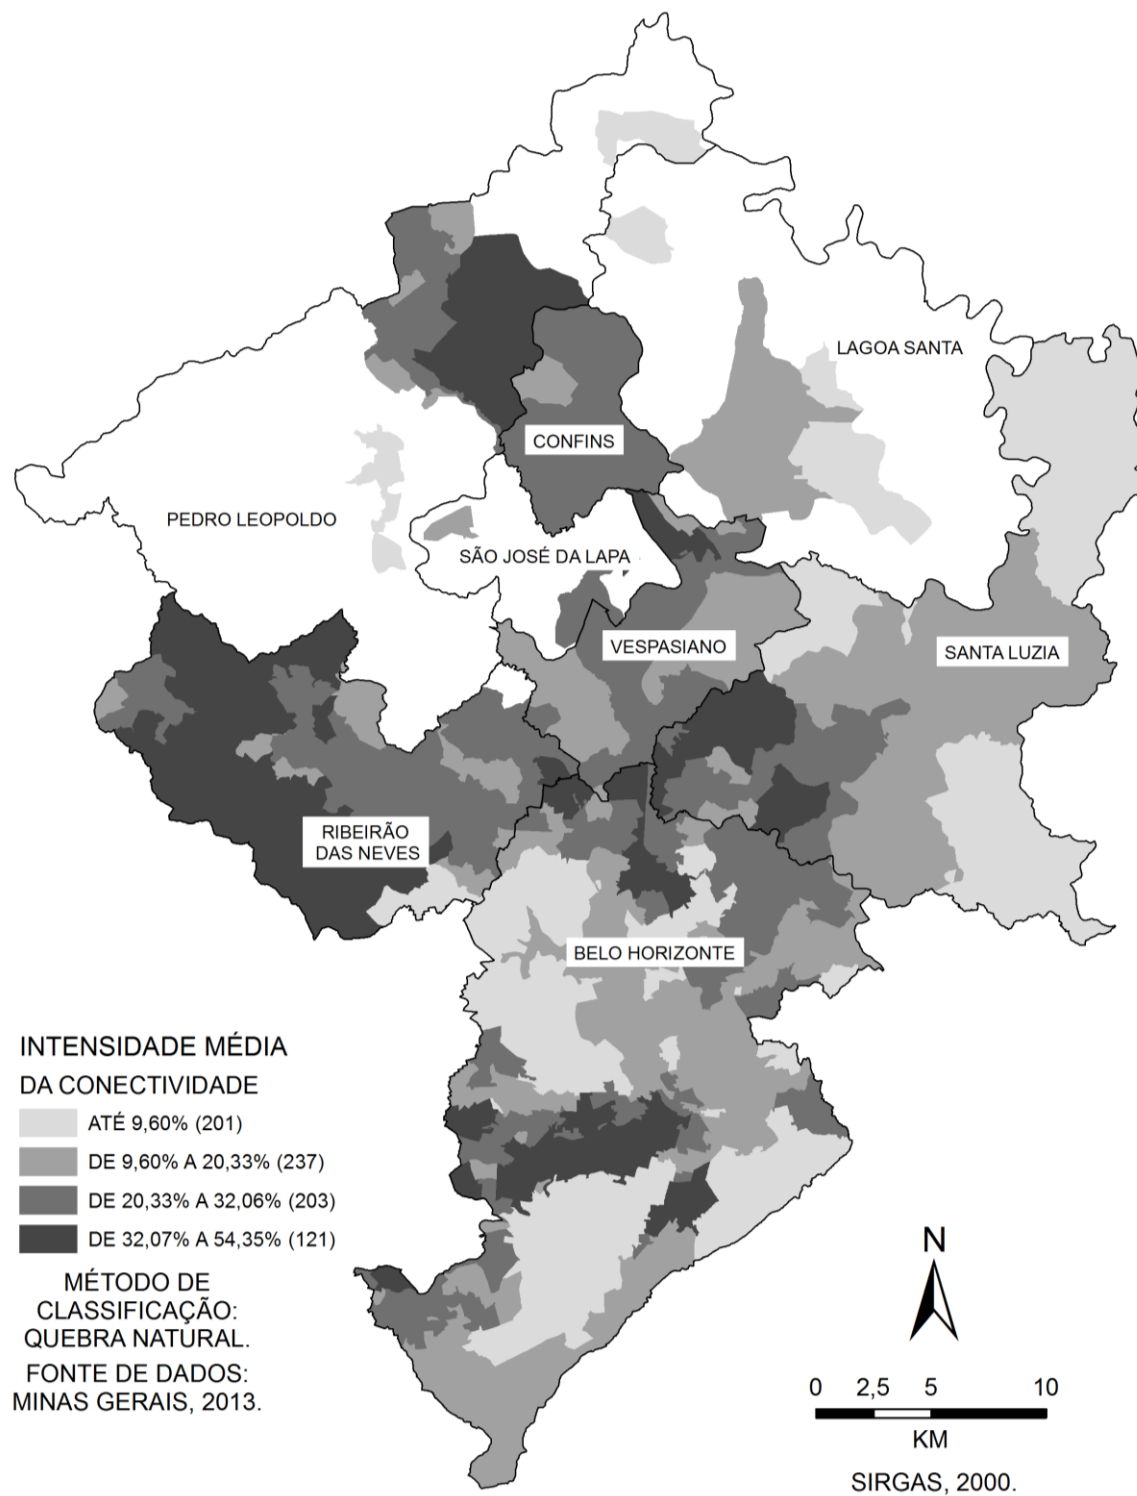 LAGOA SANTA
CONFINS
PEDRO LEOPOLDO
SÃO JOSÉ DA LAPA
VESPASIANO
SANTA LUZIA
RIBEIRÃO
DAS NEVES
BELO HORIZONTE
INTENSIDADE MÉDIA
DA CONECTIVIDADE
ATÉ 9,60% (201)
DE 9,60% A 20,33% (237)
DE 20,33% A 32,06% (203)
DE 32,07% A 54,35% (121)
MÉTODO DE
CLASSIFICAÇÃO:
QUEBRA NATURAL.
FONTE DE DADOS:
MINAS GERAIS, 2013.
N
0 2,5 5 10
KM
SIRGAS, 2000.